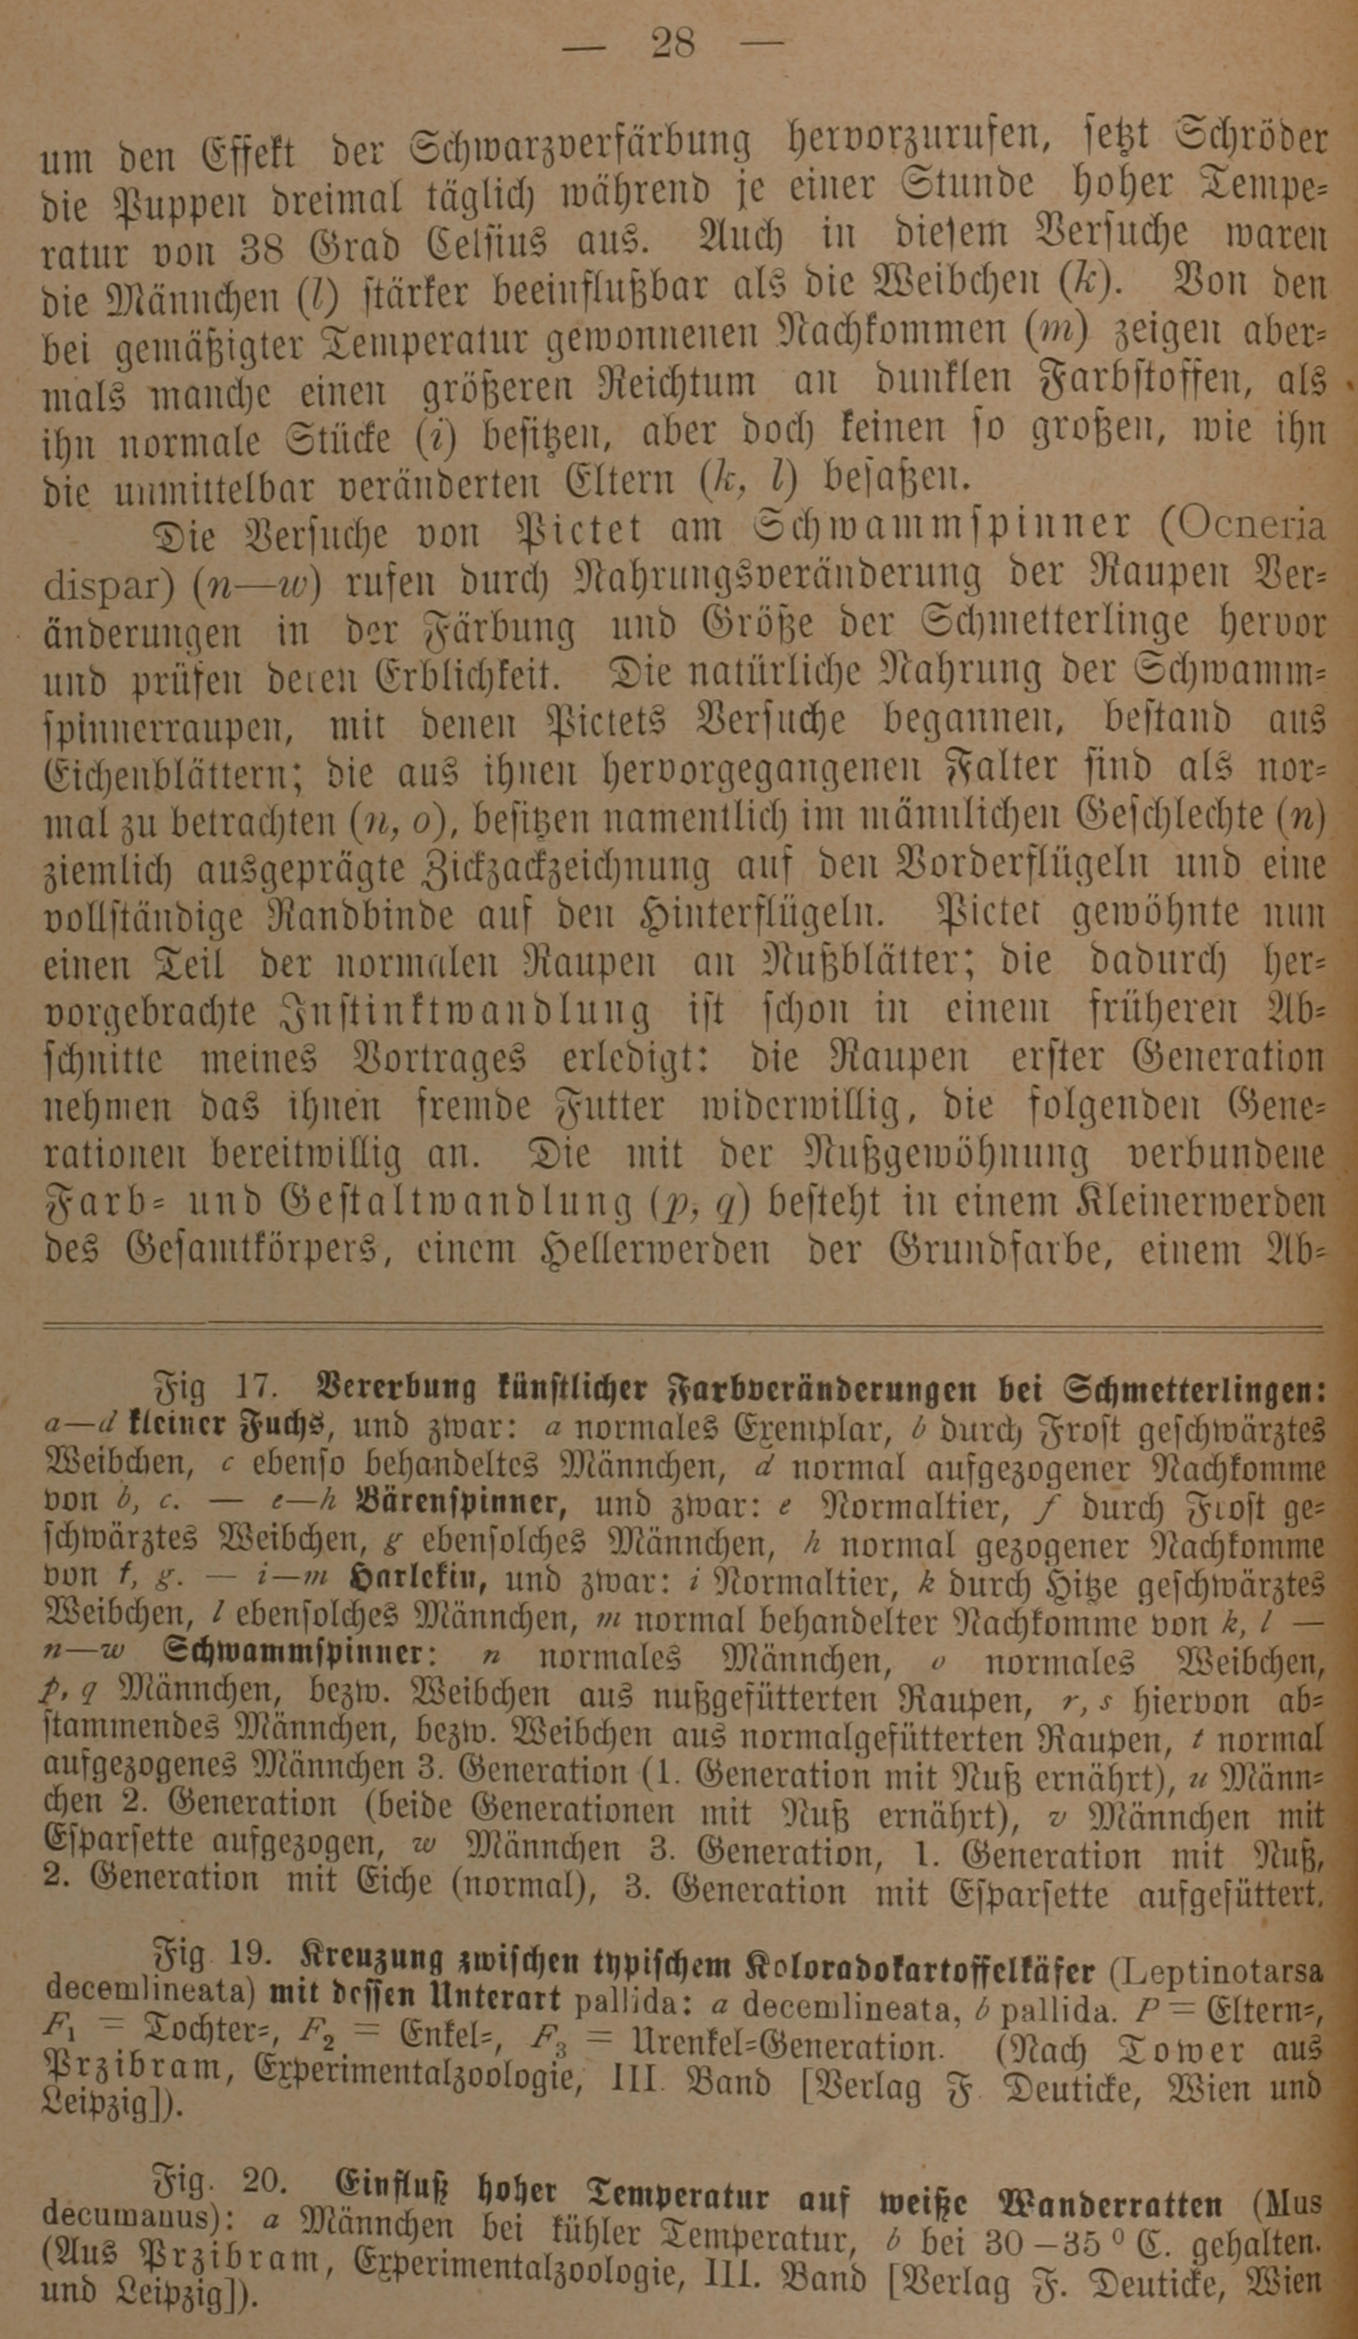 — 28 —
um den Effekt der Schwarzverfärbung hervorzurufen, setzt Schröder
die Puppen dreimal täglich während je einer Stunde hoher Tempe-
ratur von 38 Grad Celsius aus. Auch in diesem Versuche waren
die Männchen (l) stärker beeinflußbar als die Weibchen (k). Von den
bei gemäßigter Temperatur gewonnenen Nachkommen (m) zeigen aber-
mals manche einen größeren Reichtum an dunklen Farbstoffen, als
ihn normale Stücke (i) besitzen, aber doch keinen so großen, wie ihn
die unmittelbar veränderten Eltern (k, l) besaßen.
Die Versuche von Pictet am Schwammspinner (Ocneria
dispar) (n—w) rufen durch Nahrungsveränderung der Raupen Ver-
änderungen in der Färbung und Größe der Schmetterlinge hervor
und prüfen deren Erblichkeit. Die natürliche Nahrung der Schwamm-
spinnerraupen, mit denen Pictets Versuche begannen, bestand aus
Eichenblättern; die aus ihnen hervorgegangenen Falter sind als nor-
mal zu betrachten (n, o), besitzen namentlich im männlichen Geschlechte (n)
ziemlich ausgeprägte Zickzackzeichnung auf den Vorderflügeln und eine
vollständige Randbinde auf den Hinterflügeln. Pictet gewöhnte nun
einen Teil der normalen Raupen an Nußblätter; die dadurch her-
vorgebrachte Instinktwandlung ist schon in einem früheren Ab-
schnitte meines Vortrages erledigt: die Raupen erster Generation
nehmen das ihnen fremde Futter widerwillig, die folgenden Gene-
rationen bereitwillig an. Die mit der Nußgewöhnung verbundene
Farb- und Gestaltwandlung (p, q) besteht in einem Kleinerwerden
des Gesamtkörpers, einem Hellerwerden der Grundfarbe, einem Ab-
Fig 17. Vererbung künstlicher Farbveränderungen bei Schmetterlingen:
a—d kleiner Fuchs, und zwar: a normales Exemplar, b durch Frost geschwärztes
Weibchen, c ebenso behandeltes Männchen, d normal aufgezogener Nachkomme
von b, c. — e—h Bärenspinner, und zwar: e Normaltier, f durch Frost ge-
schwärztes Weibchen, g ebensolches Männchen, h normal gezogener Nachkomme
von f, g. — i—m Harlekin, und zwar: i Normaltier, k durch Hitze geschwärztes
Weibchen, l ebensolches Männchen, m normal behandelter Nachkomme von k, l —
n—w Schwammspinner: n normales Männchen, o normales Weibchen,
p, q Männchen, bezw. Weibchen aus nußgefütterten Raupen, r, s hiervon ab-
stammendes Männchen, bezw. Weibchen aus normalgefütterten Raupen, t normal
aufgezogenes Männchen 3. Generation (1. Generation mit Nuß ernährt), u Männ-
chen 2. Generation (beide Generationen mit Nuß ernährt), v Männchen mit
Esparsette aufgezogen, w Männchen 3. Generation, 1. Generation mit Nuß,
2. Generation mit Eiche (normal), 3. Generation mit Esparsette aufgefüttert.
Fig 19. Kreuzung zwischen typischem Koloradokartoffelkäfer (Leptinotarsa
decemlineata) mit dessen Unterart pallida: a decemlineata, b pallida. P = Eltern-,
F₁ = Tochter-, F₂ = Enkel-, F₃ = Urenkel-Generation. (Nach Tower aus
Przibram, Experimentalzoologie, III. Band [Verlag F. Deuticke, Wien und
Leipzig]).
Fig. 20. Einfluß hoher Temperatur auf weiße Wanderratten (Mus
decumanus): a Männchen bei kühler Temperatur, b bei 30–35° C. gehalten.
(Aus Przibram, Experimentalzoologie, III. Band [Verlag F. Deuticke, Wien
und Leipzig]).